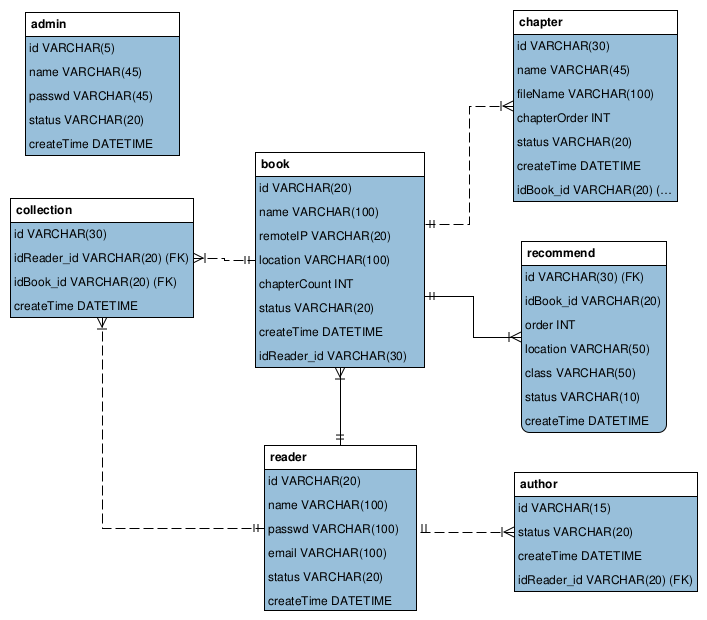 admin
id VARCHAR(5)
name VARCHAR(45)
passwd VARCHAR(45)
status VARCHAR(20)
createTime DATETIME
chapter
id VARCHAR(30)
name VARCHAR(45)
fileName VARCHAR(100)
chapterOrder INT
status VARCHAR(20)
createTime DATETIME
idBook_id VARCHAR(20) (...
book
id VARCHAR(20)
name VARCHAR(100)
remoteIP VARCHAR(20)
location VARCHAR(100)
chapterCount INT
status VARCHAR(20)
createTime DATETIME
idReader_id VARCHAR(30)
collection
id VARCHAR(30)
idReader_id VARCHAR(20) (FK)
idBook_id VARCHAR(20) (FK)
createTime DATETIME
recommend
id VARCHAR(30) (FK)
idBook_id VARCHAR(20)
order INT
location VARCHAR(50)
class VARCHAR(50)
status VARCHAR(10)
createTime DATETIME
reader
id VARCHAR(20)
name VARCHAR(100)
passwd VARCHAR(100)
email VARCHAR(100)
status VARCHAR(20)
createTime DATETIME
author
id VARCHAR(15)
status VARCHAR(20)
createTime DATETIME
idReader_id VARCHAR(20) (FK)